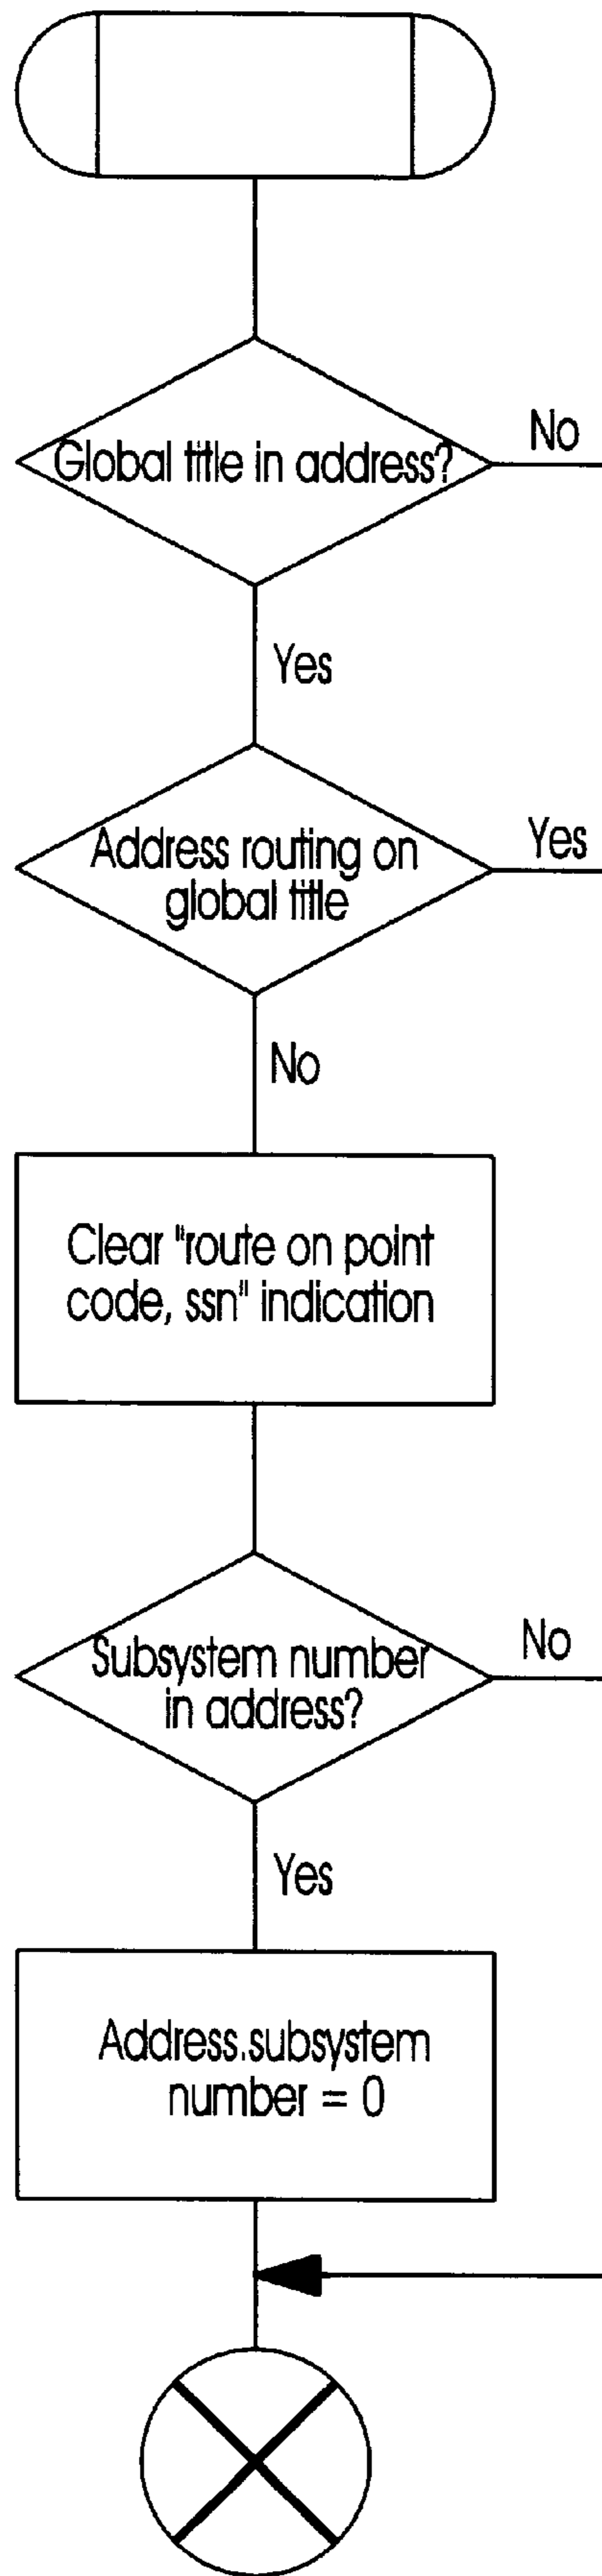 Global title in address?
No
Yes
Address routing on
global title
Yes
No
Clear "route on point
code, ssn" indication
Subsystem number
in address?
No
Yes
Address.subsystem
number = 0